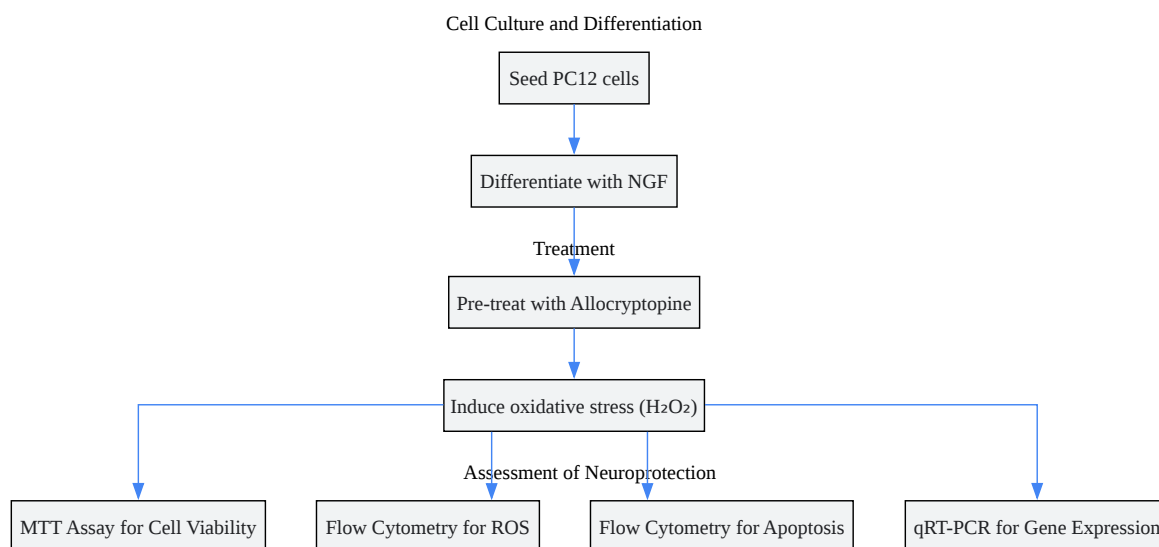 Cell Culture and Differentiation
Seed PC12 cells
Differentiate with NGF
Treatment
Pre-treat with Allocryptopine
Induce oxidative stress (H₂O₂)
Assessment of Neuroprotection
MTT Assay for Cell Viability
Flow Cytometry for ROS
Flow Cytometry for Apoptosis
qRT-PCR for Gene Expression